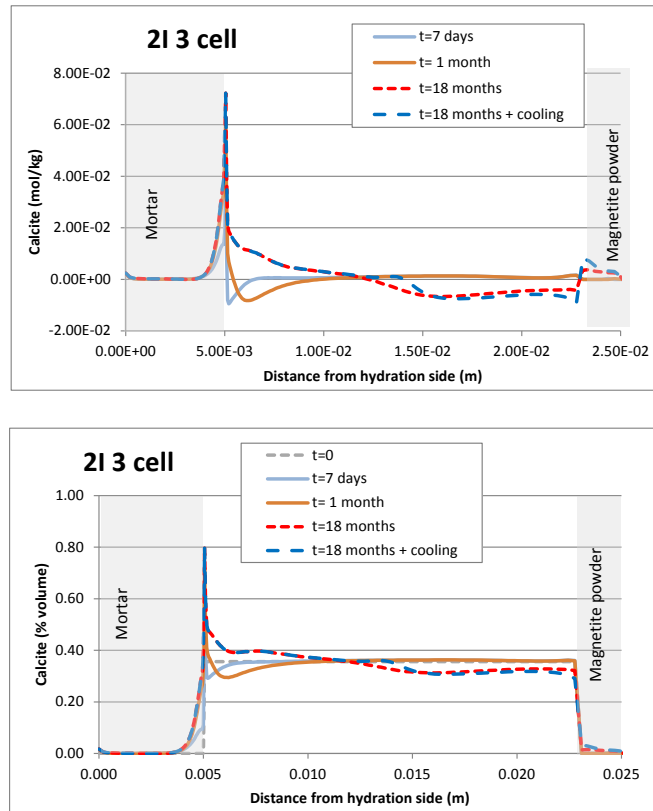 2I 3 cell
t=7 days
t= 1 month
t=18 months
t=18 months + cooling
8.00E-02
6.00E-02
4.00E-02
2.00E-02
0.00E+00
-2.00E-02
Calcite (mol/kg)
Mortar
Magnetite powder
0.00E+00 5.00E-03 1.00E-02 1.50E-02 2.00E-02 2.50E-02
Distance from hydration side (m)
2I 3 cell
t=0
t=7 days
t= 1 month
t=18 months
t=18 months + cooling
1.00
0.80
0.60
0.40
0.20
0.00
Calcite (% volume)
Mortar
Magnetite powder
0.000 0.005 0.010 0.015 0.020 0.025
Distance from hydration side (m)